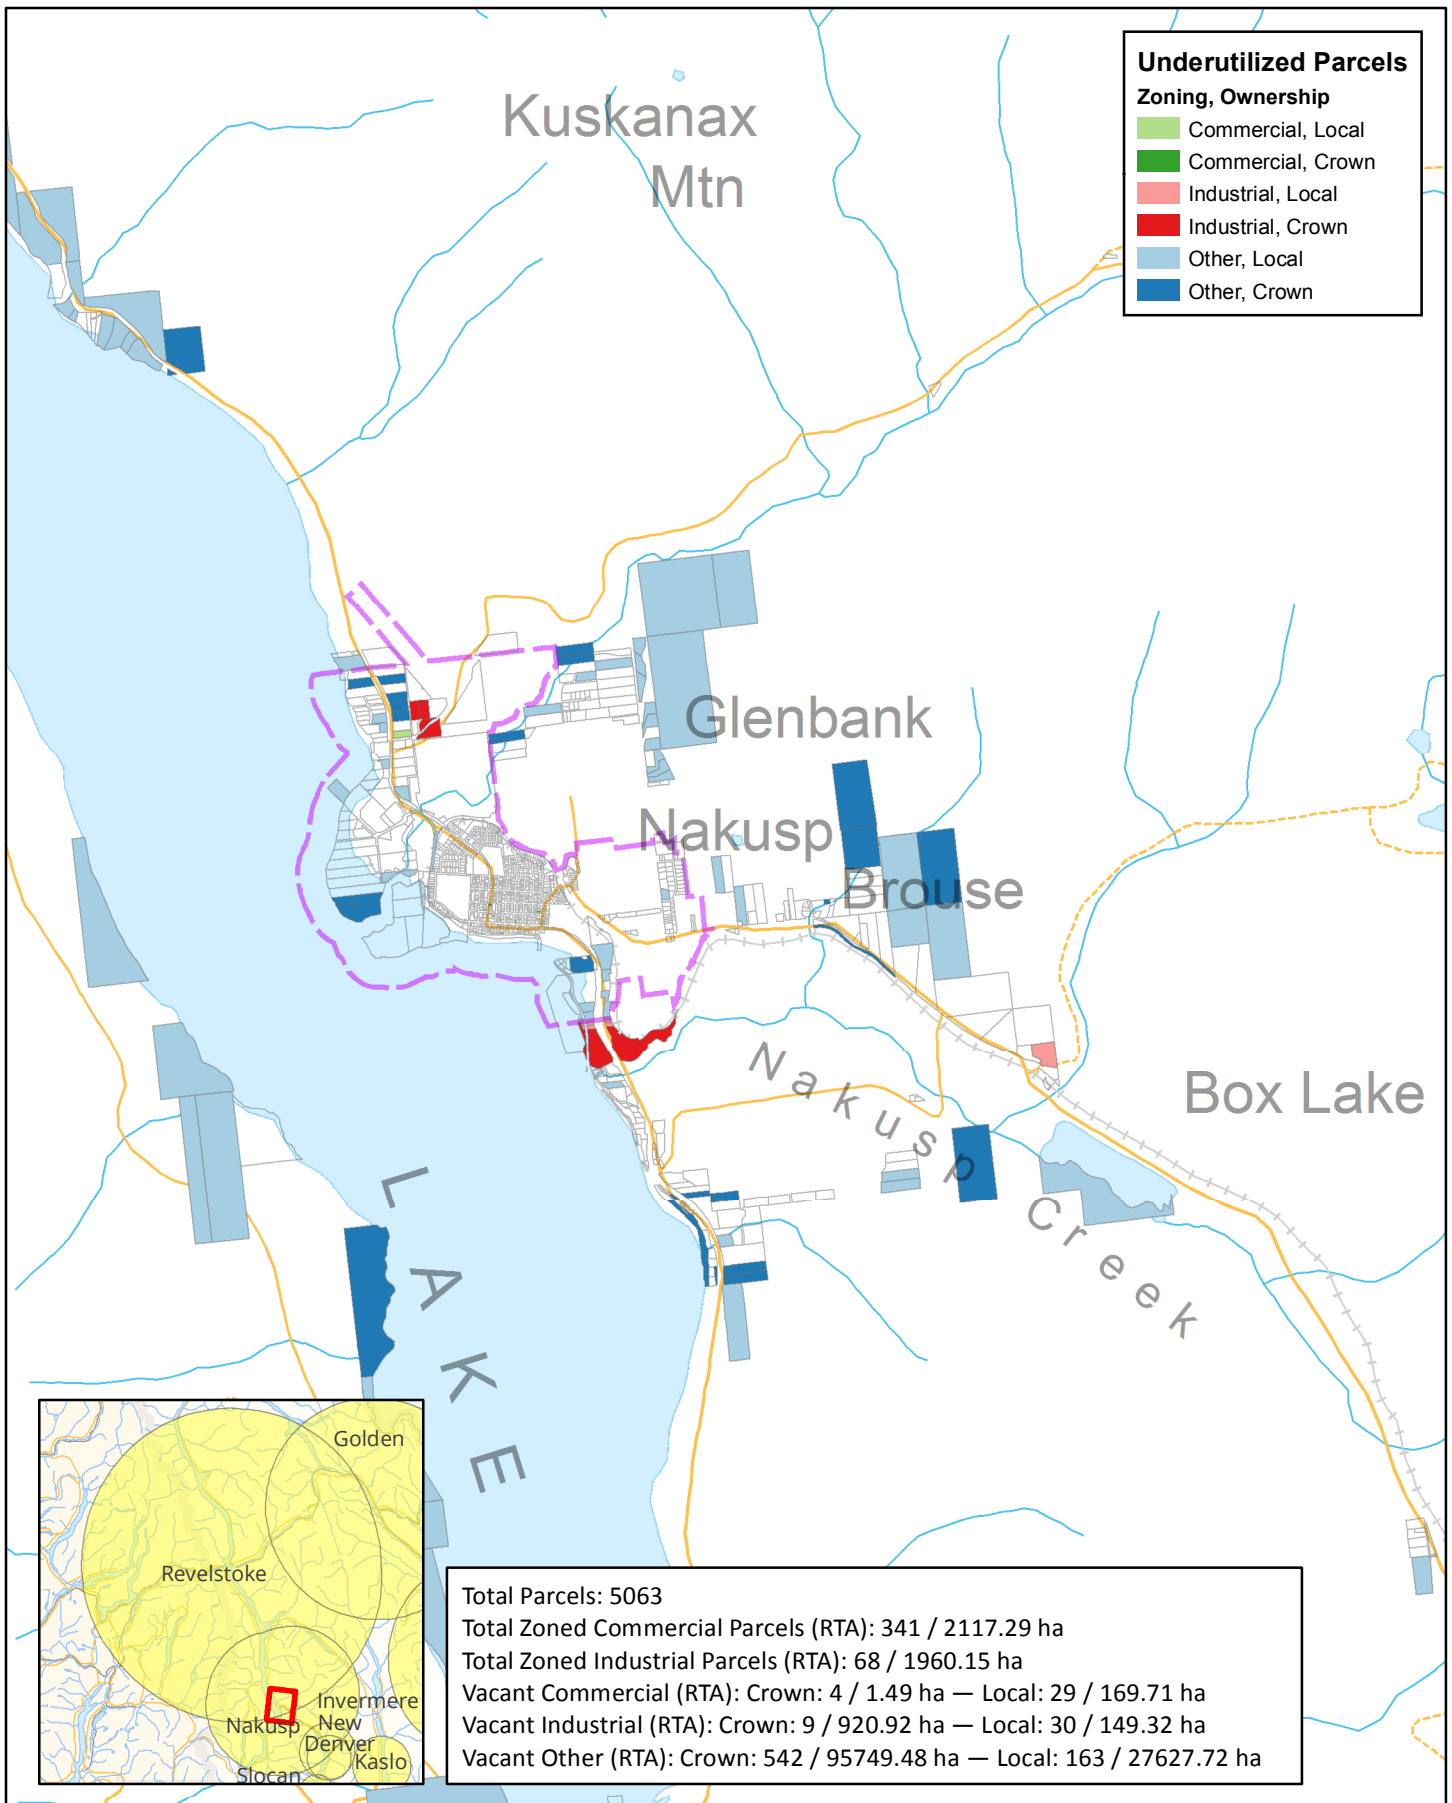 Underutilized Parcels
Zoning, Ownership
Commercial, Local
Commercial, Crown
Industrial, Local
Industrial, Crown
Other, Local
Other, Crown
Kuskanax
Mtn
Glenbank
Nakusp
Brouse
Nakusp Creek
Box Lake
LAKE
Golden
Revelstoke
Invermere
Nakusp
New
Denver
Kaslo
Slocan
Total Parcels: 5063
Total Zoned Commercial Parcels (RTA): 341 / 2117.29 ha
Total Zoned Industrial Parcels (RTA): 68 / 1960.15 ha
Vacant Commercial (RTA): Crown: 4 / 1.49 ha — Local: 29 / 169.71 ha
Vacant Industrial (RTA): Crown: 9 / 920.92 ha — Local: 30 / 149.32 ha
Vacant Other (RTA): Crown: 542 / 95749.48 ha — Local: 163 / 27627.72 ha